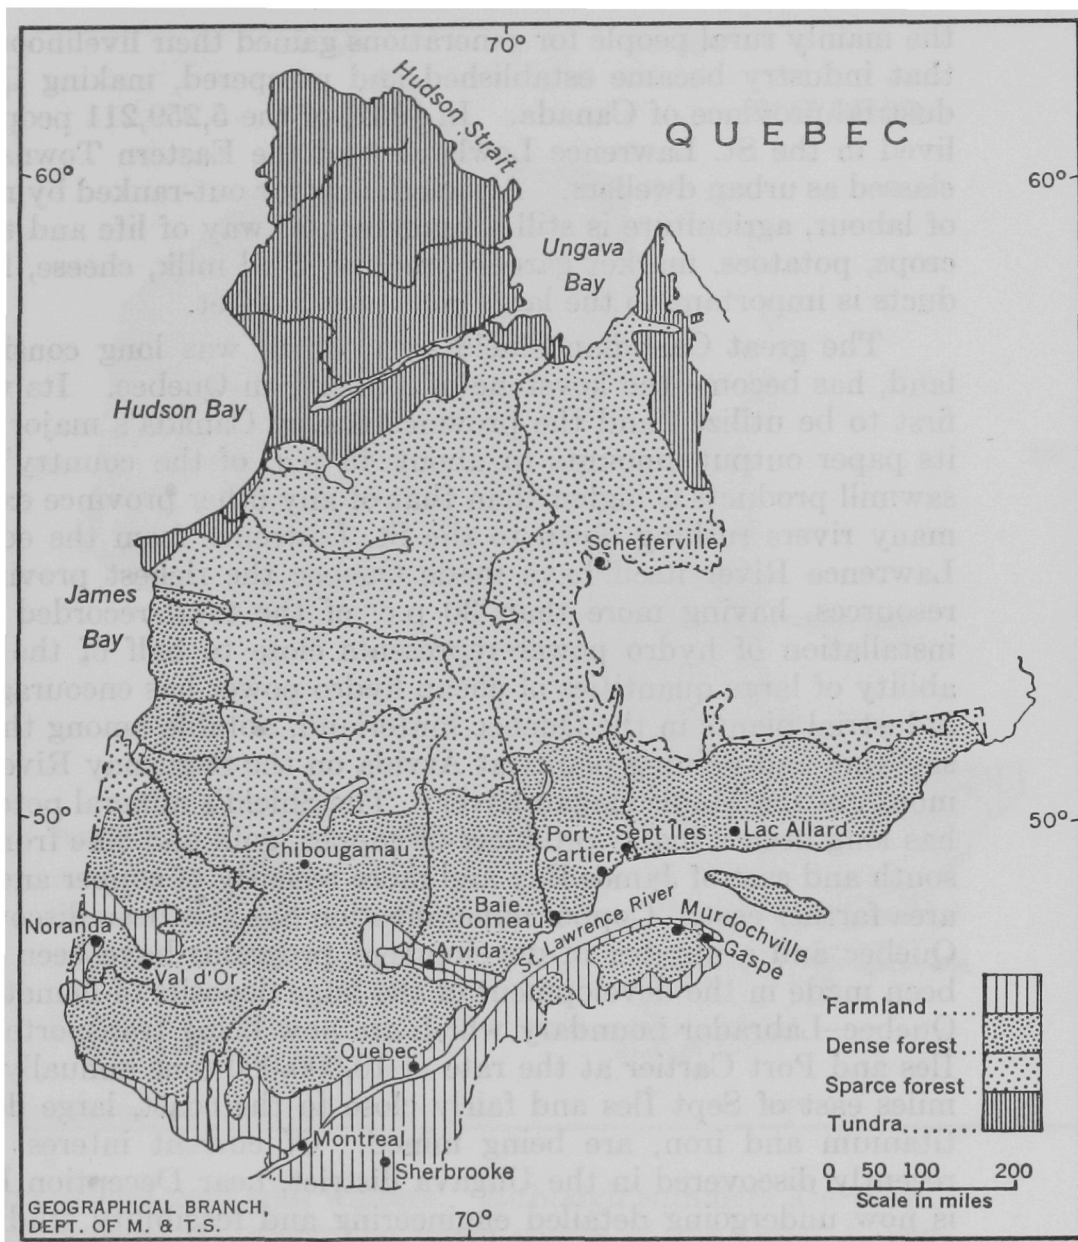 70°
Hudson Strait
QUEBEC
60°
60°
Ungava
Bay
Hudson Bay
Schefferville
James
Bay
50°
50°
Port
Cartier
Sept Îles
Lac Allard
Chibougamau
Baie
Comeau
St. Lawrence River
Murdochville
Gaspe
Noranda
Arvida
Val d'Or
Farmland
Dense forest
Quebec
Sparce forest
Tundra
Montreal
Sherbrooke
0 50 100 200
Scale in miles
GEOGRAPHICAL BRANCH,
DEPT. OF M. & T.S.
70°